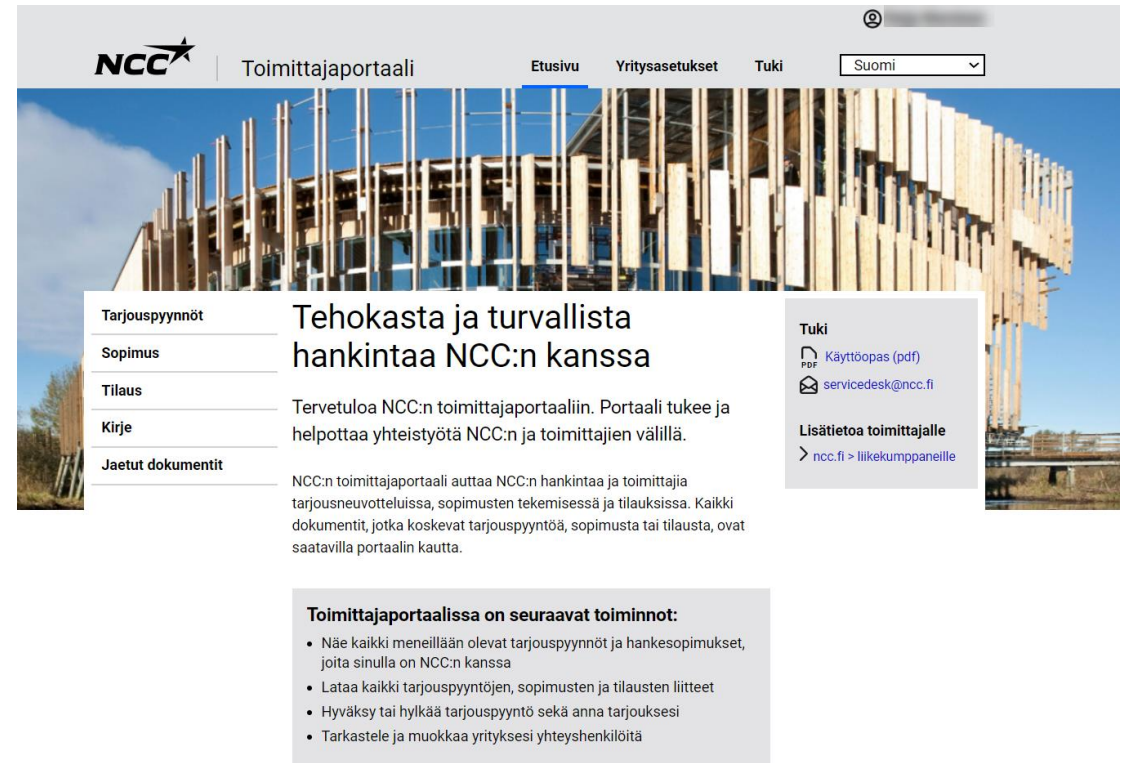 NCC
Toimittajaportaali
Etusivu
Yritysasetukset
Tuki
Suomi
Tarjouspyynnöt
Sopimus
Tilaus
Kirje
Jaetut dokumentit
Tehokasta ja turvallista
hankintaa NCC:n kanssa
Tervetuloa NCC:n toimittajaportaaliin. Portaali tukee ja
helpottaa yhteistyötä NCC:n ja toimittajien välillä.
NCC:n toimittajaportaali auttaa NCC:n hankintaa ja toimittajia
tarjousneuvotteluissa, sopimusten tekemisessä ja tilauksissa. Kaikki
dokumentit, jotka koskevat tarjouspyyntöä, sopimusta tai tilausta, ovat
saatavilla portaalin kautta.
Toimittajaportaalissa on seuraavat toiminnot:
• Näe kaikki meneillään olevat tarjouspyynnöt ja hankesopimukset,
joita sinulla on NCC:n kanssa
• Lataa kaikki tarjouspyyntöjen, sopimusten ja tilausten liitteet
• Hyväksy tai hylkää tarjouspyyntö sekä anna tarjouksesi
• Tarkastele ja muokkaa yrityksesi yhteyshenkilöitä
Tuki
PDF Käyttöopas (pdf)
servicedesk@ncc.fi
Lisätietoa toimittajalle
ncc.fi > liikekumppaneille